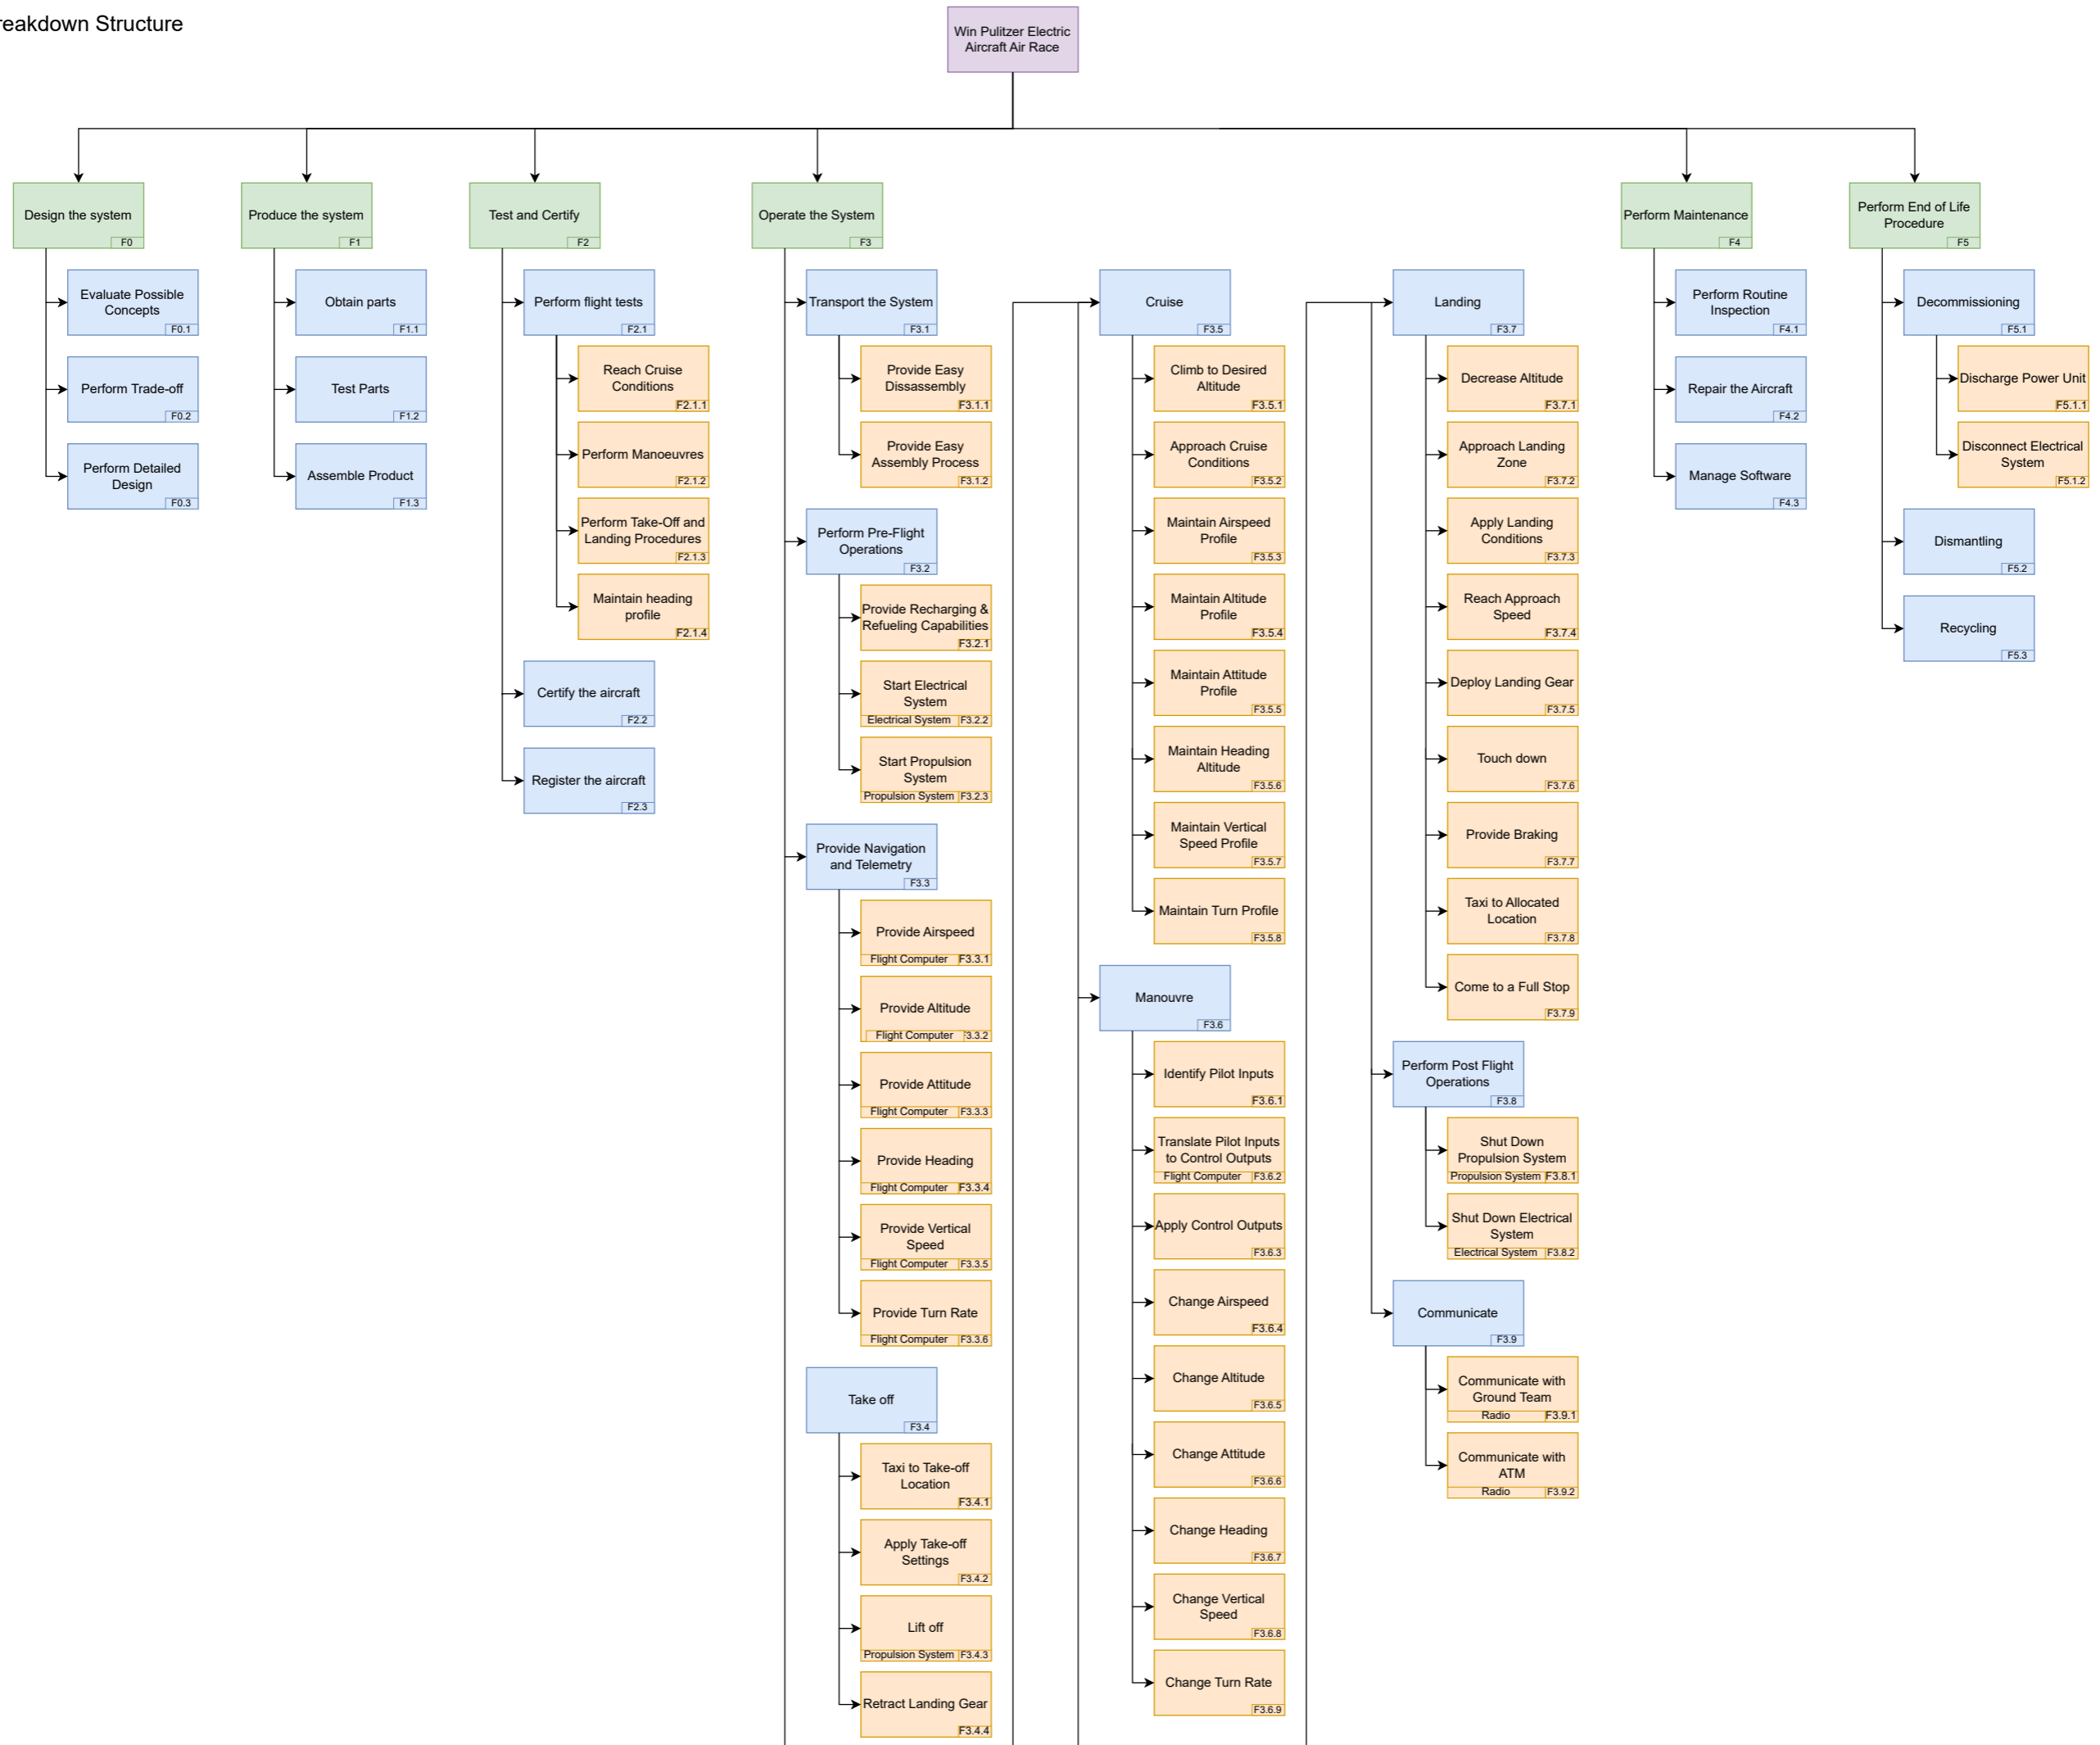 reakdown Structure
Win Pulitzer Electric
Aircraft Air Race
Design the system
F0
Evaluate Possible
Concepts
F0.1
Perform Trade-off
F0.2
Perform Detailed
Design
F0.3
Produce the system
F1
Obtain parts
F1.1
Test Parts
F1.2
Assemble Product
F1.3
Test and Certify
F2
Perform flight tests
F2.1
Reach Cruise
Conditions
F2.1.1
Perform Manoeuvres
F2.1.2
Perform Take-Off and
Landing Procedures
F2.1.3
Maintain heading
profile
F2.1.4
Certify the aircraft
F2.2
Register the aircraft
F2.3
Operate the System
F3
Transport the System
F3.1
Provide Easy
Dissassembly
F3.1.1
Provide Easy
Assembly Process
F3.1.2
Perform Pre-Flight
Operations
F3.2
Provide Recharging &
Refueling Capabilities
F3.2.1
Start Electrical
System
Electrical System F3.2.2
Start Propulsion
System
Propulsion System F3.2.3
Provide Navigation
and Telemetry
F3.3
Provide Airspeed
Flight Computer F3.3.1
Provide Altitude
Flight Computer F3.3.2
Provide Attitude
Flight Computer F3.3.3
Provide Heading
Flight Computer F3.3.4
Provide Vertical
Speed
Flight Computer F3.3.5
Provide Turn Rate
Flight Computer F3.3.6
Take off
F3.4
Taxi to Take-off
Location
F3.4.1
Apply Take-off
Settings
F3.4.2
Lift off
Propulsion System F3.4.3
Retract Landing Gear
F3.4.4
Cruise
F3.5
Climb to Desired
Altitude
F3.5.1
Approach Cruise
Conditions
F3.5.2
Maintain Airspeed
Profile
F3.5.3
Maintain Altitude
Profile
F3.5.4
Maintain Attitude
Profile
F3.5.5
Maintain Heading
Altitude
F3.5.6
Maintain Vertical
Speed Profile
F3.5.7
Maintain Turn Profile
F3.5.8
Manouvre
F3.6
Identify Pilot Inputs
F3.6.1
Translate Pilot Inputs
to Control Outputs
Flight Computer F3.6.2
Apply Control Outputs
F3.6.3
Change Airspeed
F3.6.4
Change Altitude
F3.6.5
Change Attitude
F3.6.6
Change Heading
F3.6.7
Change Vertical
Speed
F3.6.8
Change Turn Rate
F3.6.9
Landing
F3.7
Decrease Altitude
F3.7.1
Approach Landing
Zone
F3.7.2
Apply Landing
Conditions
F3.7.3
Reach Approach
Speed
F3.7.4
Deploy Landing Gear
F3.7.5
Touch down
F3.7.6
Provide Braking
F3.7.7
Taxi to Allocated
Location
F3.7.8
Come to a Full Stop
F3.7.9
Perform Post Flight
Operations
F3.8
Shut Down
Propulsion System
Propulsion System F3.8.1
Shut Down Electrical
System
Electrical System F3.8.2
Communicate
F3.9
Communicate with
Ground Team
Radio F3.9.1
Communicate with
ATM
Radio F3.9.2
Perform Maintenance
F4
Perform Routine
Inspection
F4.1
Repair the Aircraft
F4.2
Manage Software
F4.3
Perform End of Life
Procedure
F5
Decommissioning
F5.1
Discharge Power Unit
F5.1.1
Disconnect Electrical
System
F5.1.2
Dismantling
F5.2
Recycling
F5.3